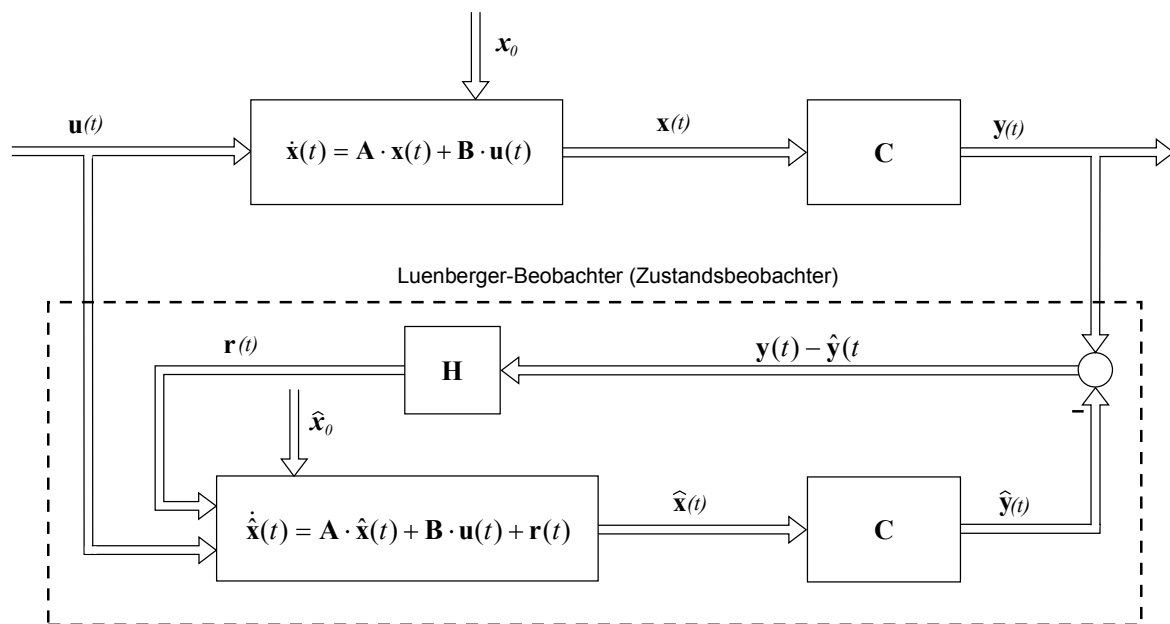 x₀
u(t)
ẋ(t) = A · x(t) + B · u(t)
x(t)
C
y(t)
Luenberger-Beobachter (Zustandsbeobachter)
r(t)
H
y(t) − ŷ(t
x̂₀
−
x̂̇(t) = A · x̂(t) + B · u(t) + r(t)
x̂(t)
C
ŷ(t)